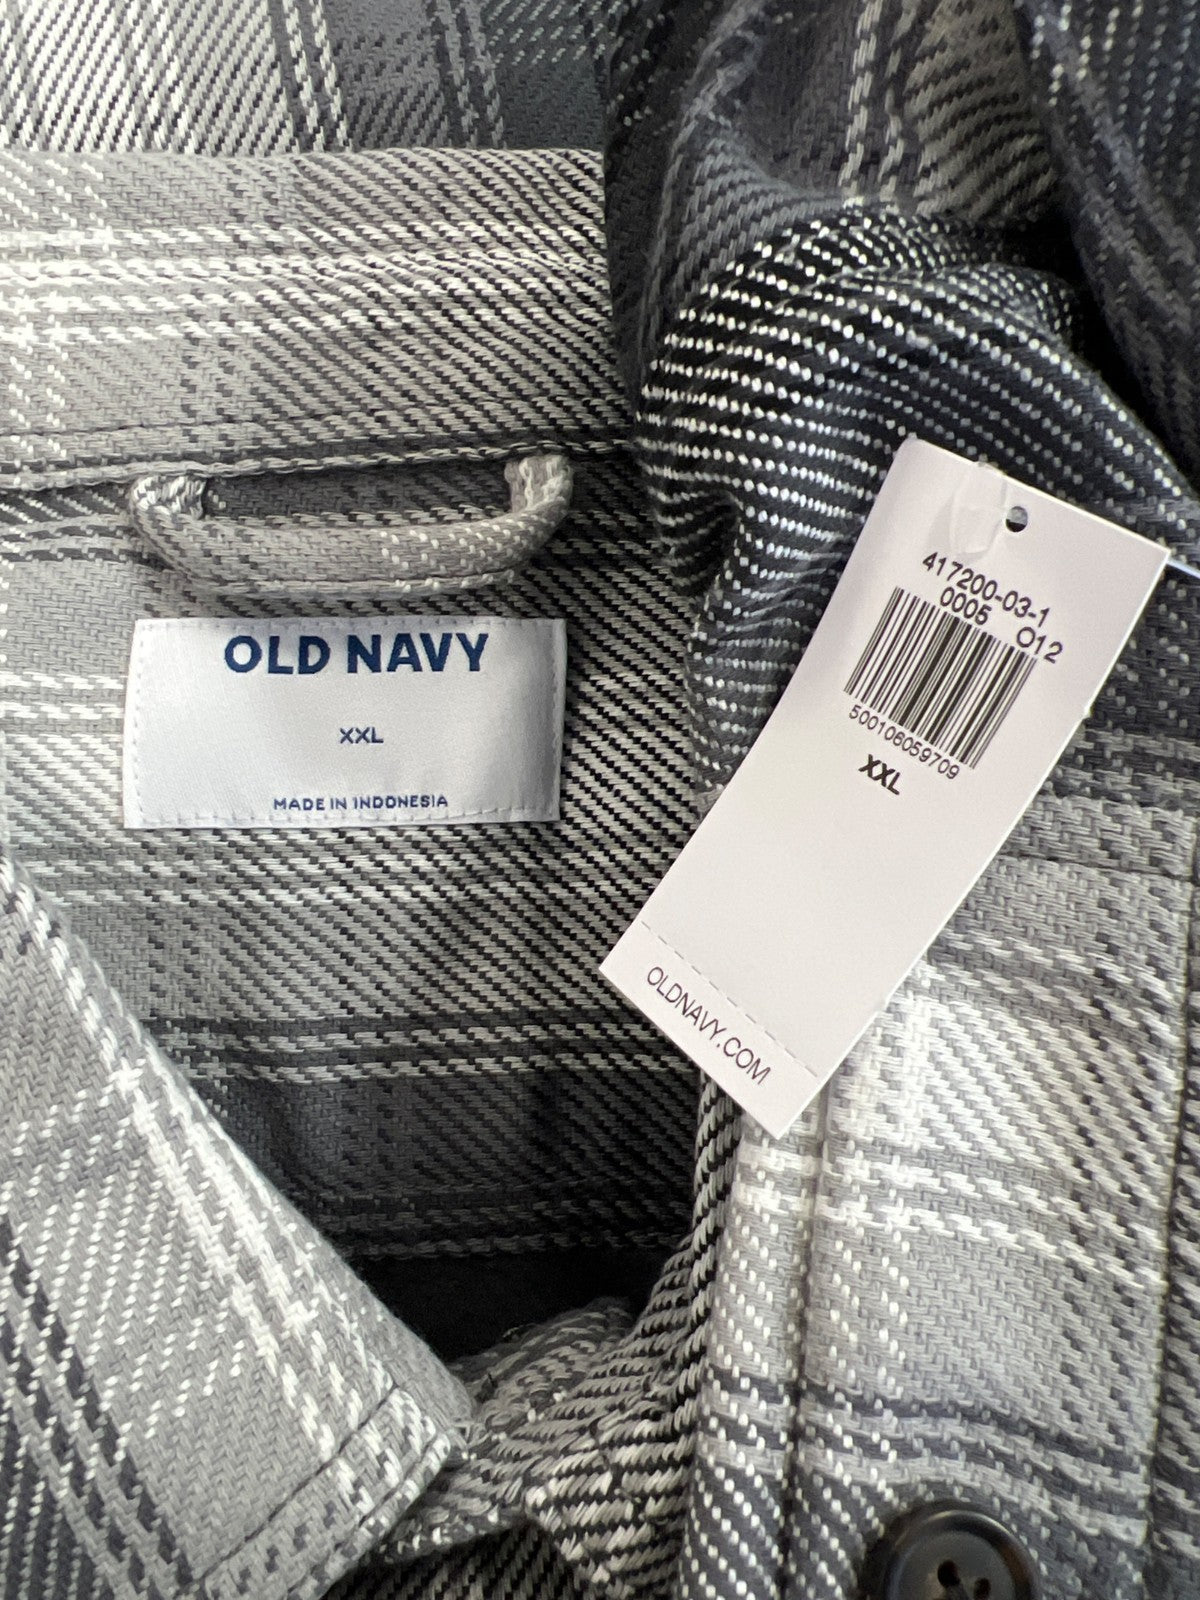 OLD NAVY
XXL
MADE IN INDONESIA
417200-03-1
0005 O12
500106059709
XXL
OLDNAVY.COM